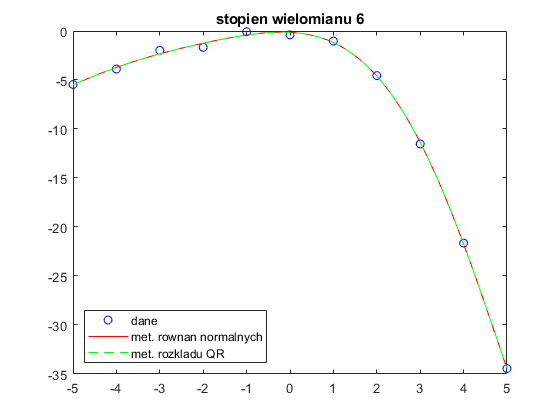 stopien wielomianu 6
0
-5
-10
-15
-20
-25
-30
-35
dane
met. rownan normalnych
met. rozkladu QR
-5 -4 -3 -2 -1 0 1 2 3 4 5